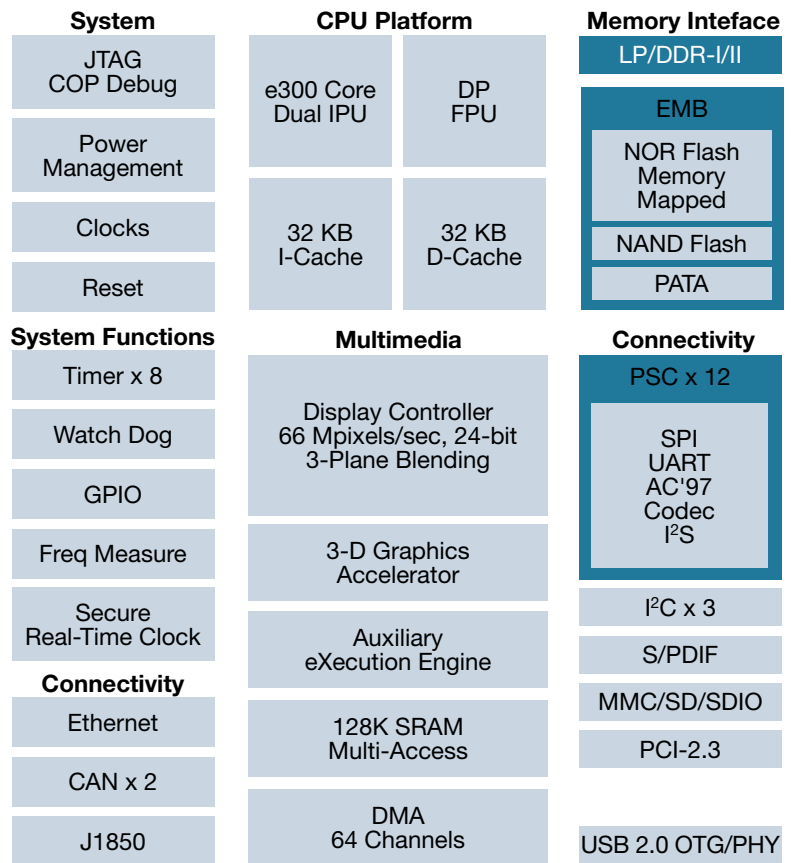 System
JTAG
COP Debug
Power
Management
Clocks
Reset
CPU Platform
e300 Core
Dual IPU
DP
FPU
32 KB
I-Cache
32 KB
D-Cache
Memory Inteface
LP/DDR-I/II
EMB
NOR Flash
Memory
Mapped
NAND Flash
PATA
System Functions
Timer x 8
Watch Dog
GPIO
Freq Measure
Secure
Real-Time Clock
Connectivity
Ethernet
CAN x 2
J1850
Multimedia
Display Controller
66 Mpixels/sec, 24-bit
3-Plane Blending
3-D Graphics
Accelerator
Auxiliary
eXecution Engine
128K SRAM
Multi-Access
DMA
64 Channels
Connectivity
PSC x 12
SPI
UART
AC'97
Codec
I²S
I²C x 3
S/PDIF
MMC/SD/SDIO
PCI-2.3
USB 2.0 OTG/PHY